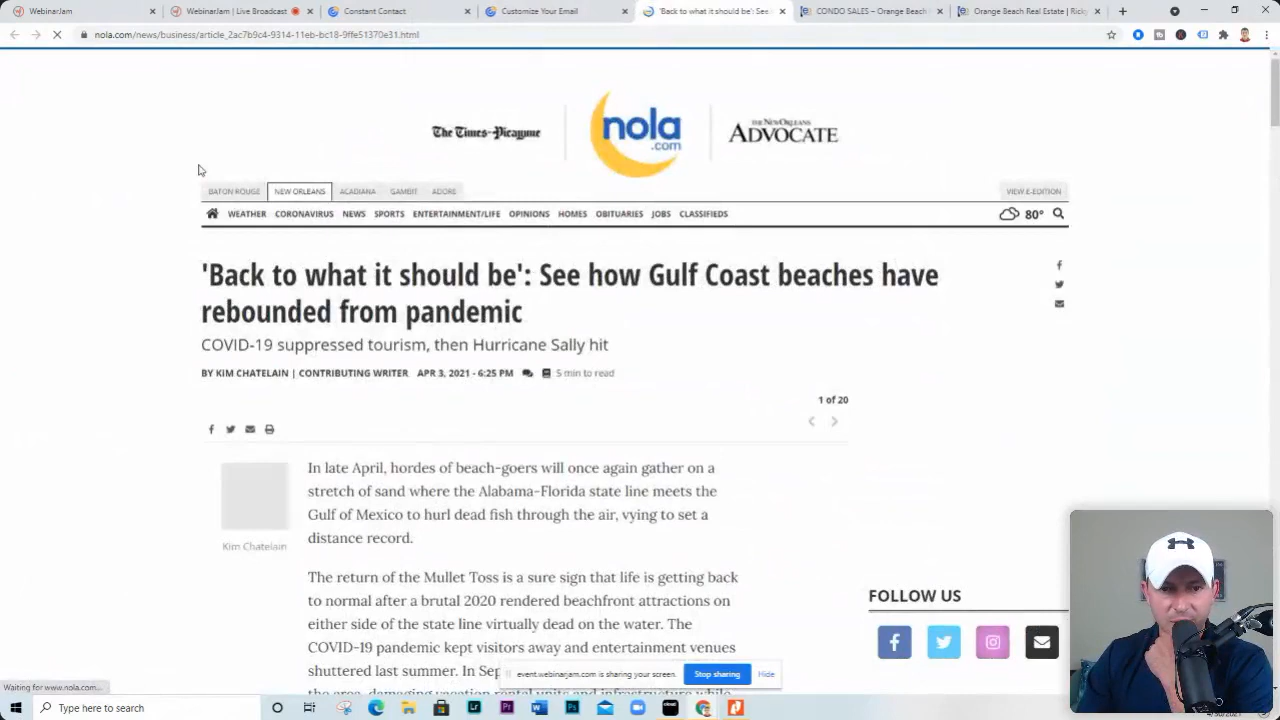 WebinarJam
WebinarJam | Live Broadcast
Constant Contact
Customize Your Email
'Back to what it should be': See
CONDO SALES – Orange Beach
Orange Beach Real Estate | Ricky
nola.com/news/business/article_2ac7b9c4-9314-11eb-bc18-9ffe51370e31.html
The Times-Picayune
nola
.com
THE NEW ORLEANS
ADVOCATE
BATON ROUGE NEW ORLEANS ACADIANA GAMBIT ADORE
VIEW E-EDITION
WEATHER CORONAVIRUS NEWS SPORTS ENTERTAINMENT/LIFE OPINIONS HOMES OBITUARIES JOBS CLASSIFIEDS
80°
'Back to what it should be': See how Gulf Coast beaches have
rebounded from pandemic
COVID-19 suppressed tourism, then Hurricane Sally hit
BY KIM CHATELAIN | CONTRIBUTING WRITER APR 3, 2021 - 6:25 PM 5 min to read
1 of 20
In late April, hordes of beach-goers will once again gather on a
stretch of sand where the Alabama-Florida state line meets the
Gulf of Mexico to hurl dead fish through the air, vying to set a
distance record.
Kim Chatelain
The return of the Mullet Toss is a sure sign that life is getting back
to normal after a brutal 2020 rendered beachfront attractions on
either side of the state line virtually dead on the water. The
COVID-19 pandemic kept visitors away and entertainment venues
shuttered last summer. In Sep
FOLLOW US
event.webinarjam.com is sharing your screen.
Stop sharing
Hide
Waiting for www.nola.com...
Type here to search